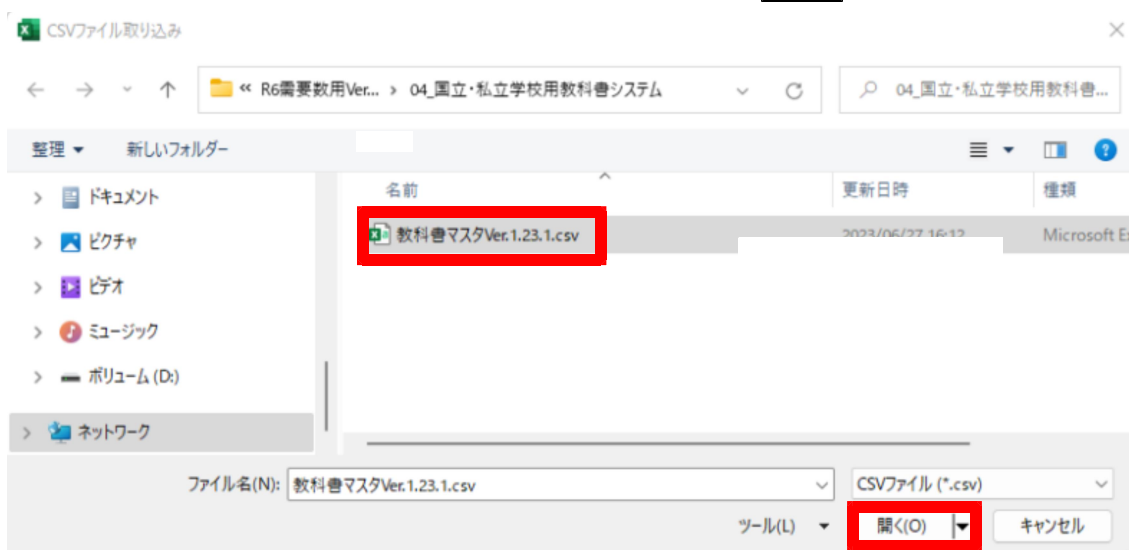 CSVファイル取り込み
« R6需要数用Ver... › 04_国立・私立学校用教科書システム
04_国立・私立学校用教科書...
整理 新しいフォルダー
名前 更新日時 種類
ドキュメント
教科書マスタVer.1.23.1.csv 2023/06/27 16:12 Microsoft E
ピクチャ
ビデオ
ミュージック
ボリューム (D:)
ネットワーク
ファイル名(N): 教科書マスタVer.1.23.1.csv CSVファイル (*.csv)
ツール(L) 開く(O) キャンセル